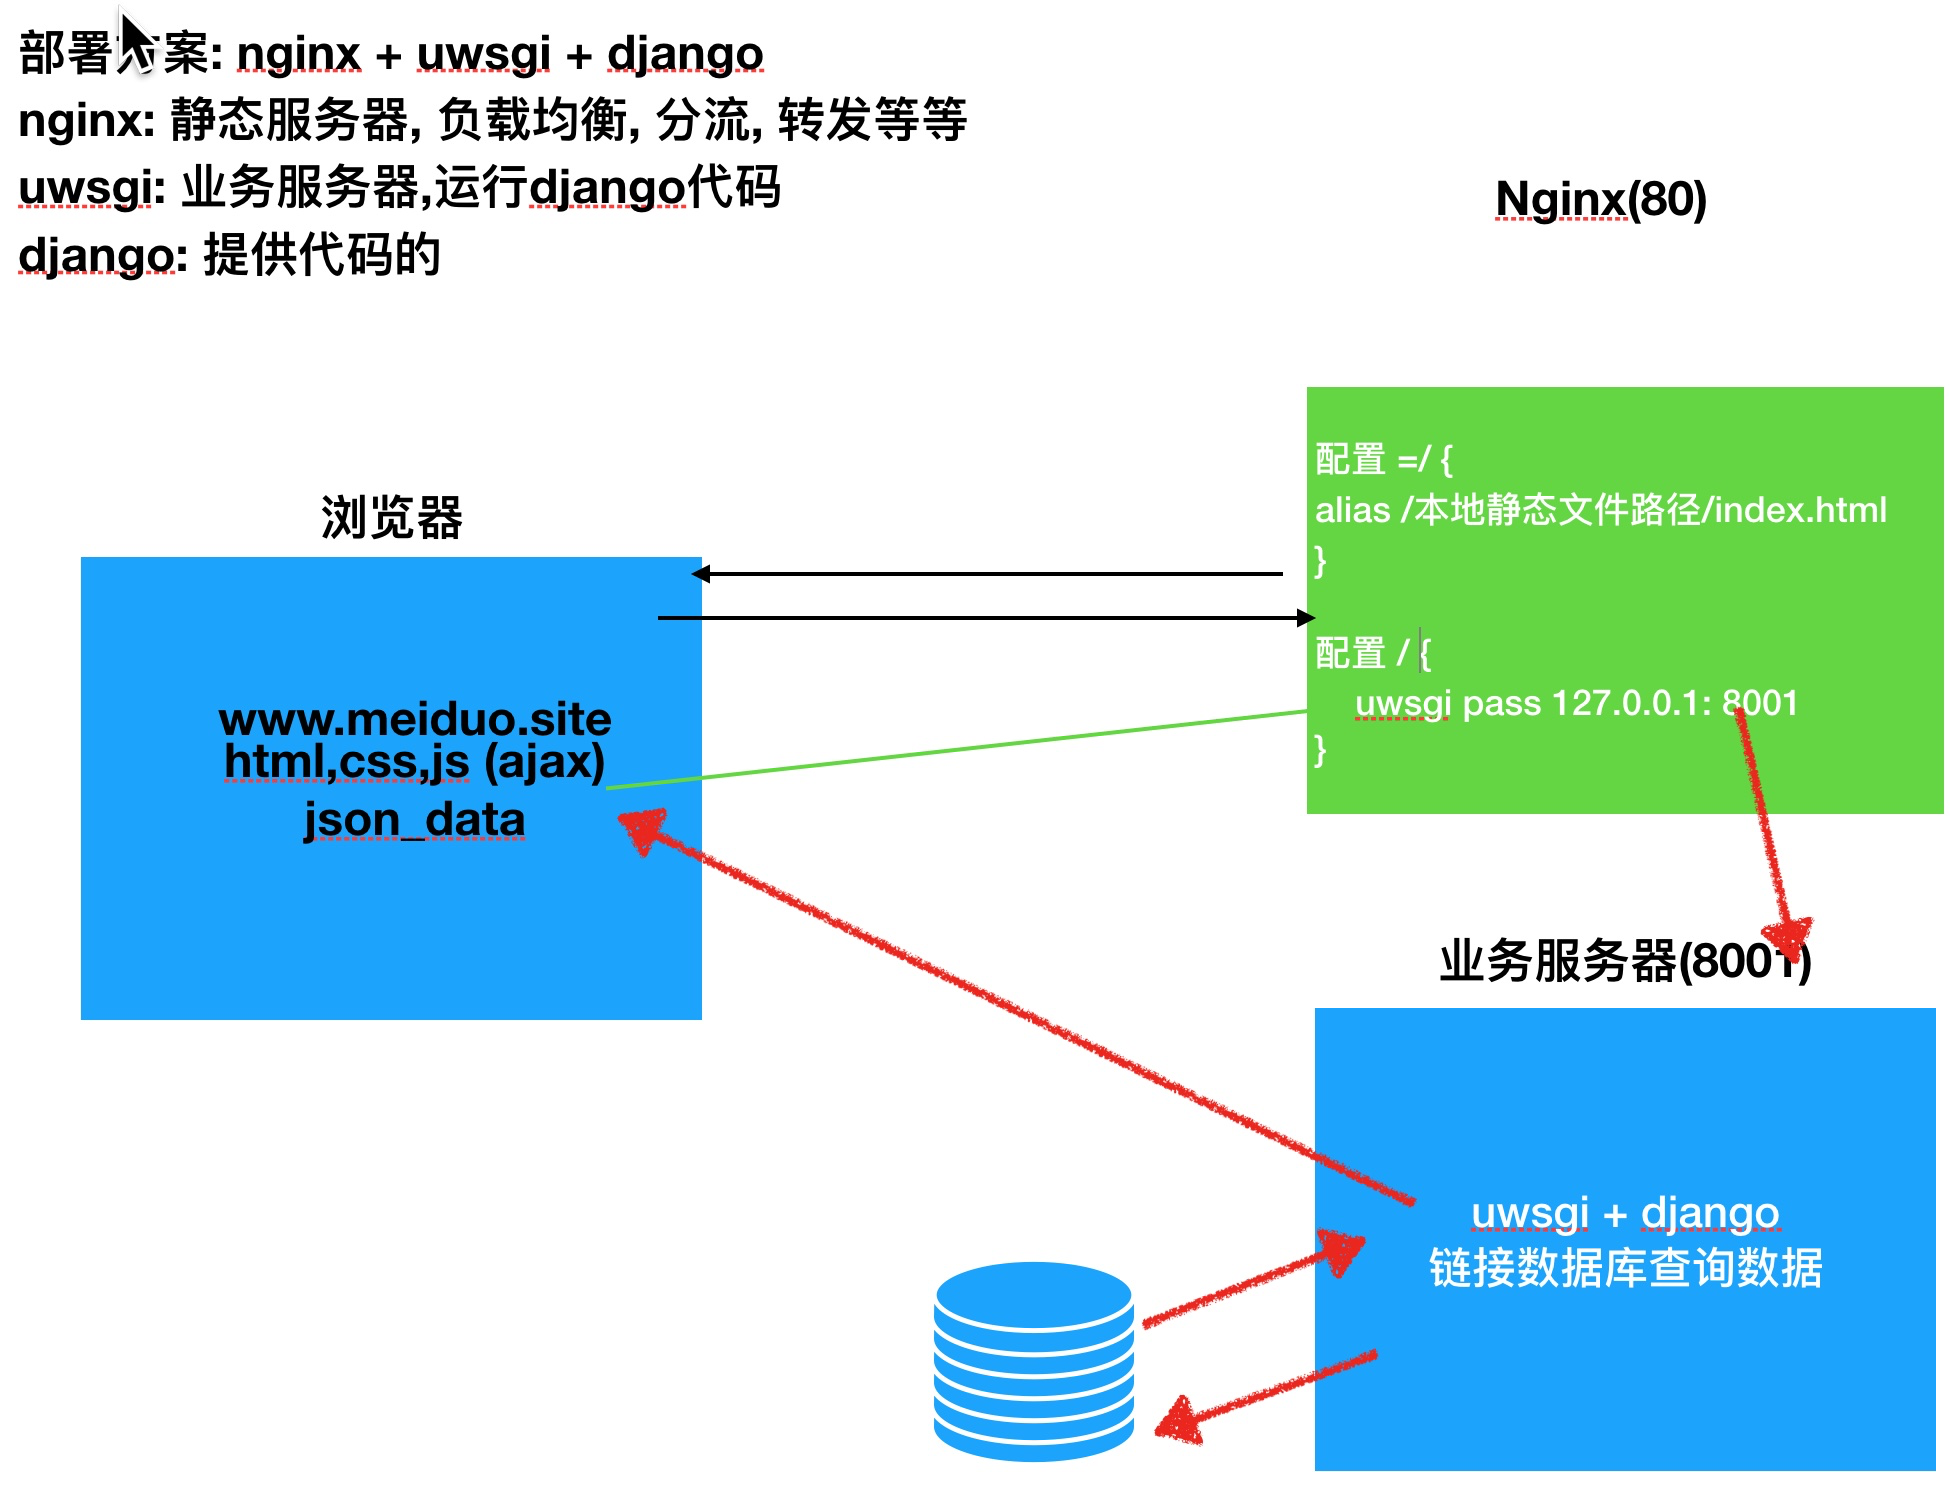 部署方案: nginx + uwsgi + django
nginx: 静态服务器, 负载均衡, 分流, 转发等等
uwsgi: 业务服务器,运行django代码
django: 提供代码的
Nginx(80)
配置 =/ {
alias /本地静态文件路径/index.html
}
配置 / {
uwsgi pass 127.0.0.1: 8001
}
浏览器
www.meiduo.site
html,css,js (ajax)
json_data
业务服务器(8001)
uwsgi + django
链接数据库查询数据